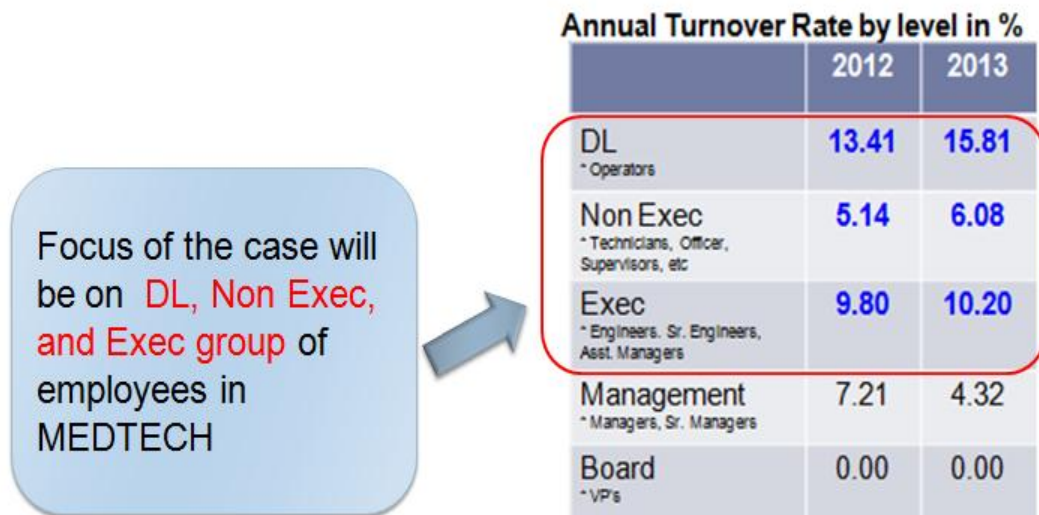 Annual Turnover Rate by level in %
2012 2013
DL 13.41 15.81
* Operators
Non Exec 5.14 6.08
* Technicians, Officer,
Supervisors, etc
Exec 9.80 10.20
* Engineers. Sr. Engineers,
Asst. Managers
Management 7.21 4.32
* Managers, Sr. Managers
Board 0.00 0.00
* VP's
Focus of the case will
be on DL, Non Exec,
and Exec group of
employees in
MEDTECH